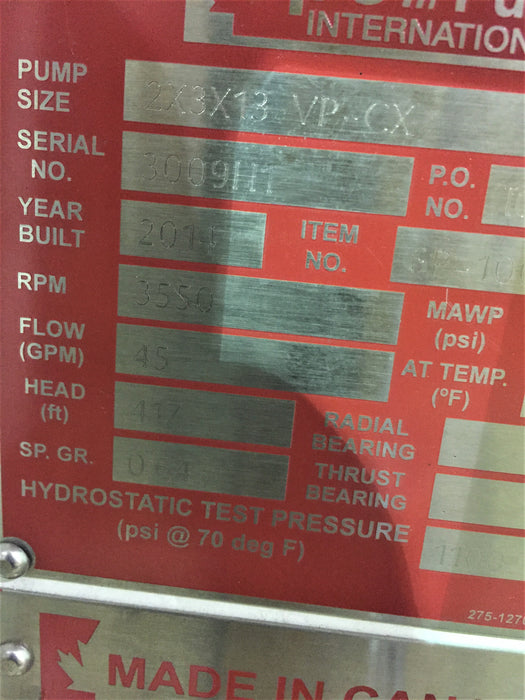 INTERNATION
PUMP SIZE 2X3X13 VP-CX
SERIAL NO. 3009H1
P.O. NO.
YEAR BUILT
ITEM NO.
RPM 3550
MAWP (psi)
FLOW (GPM) 45
AT TEMP. (ºF)
HEAD (ft) 417
RADIAL BEARING
SP. GR.
THRUST BEARING
HYDROSTATIC TEST PRESSURE
(psi @ 70 deg F)
275-127
MADE IN CAN